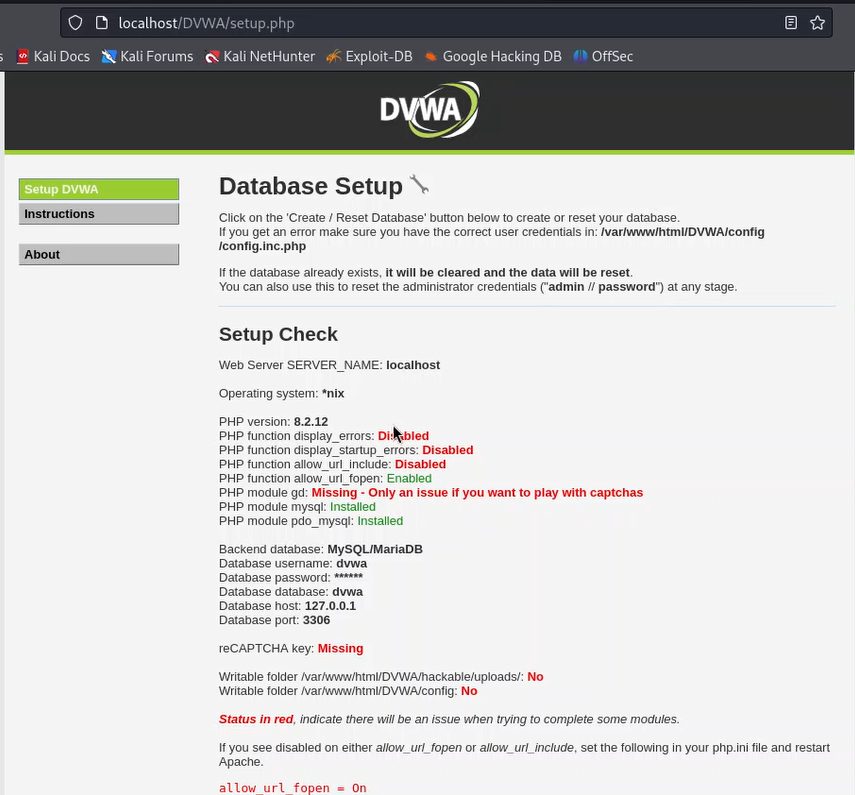 localhost/DVWA/setup.php
s Kali Docs Kali Forums Kali NetHunter Exploit-DB Google Hacking DB OffSec
DVWA
Setup DVWA
Instructions
About
Database Setup
Click on the 'Create / Reset Database' button below to create or reset your database.
If you get an error make sure you have the correct user credentials in: /var/www/html/DVWA/config
/config.inc.php
If the database already exists, it will be cleared and the data will be reset.
You can also use this to reset the administrator credentials ("admin // password") at any stage.
Setup Check
Web Server SERVER_NAME: localhost
Operating system: *nix
PHP version: 8.2.12
PHP function display_errors: Disabled
PHP function display_startup_errors: Disabled
PHP function allow_url_include: Disabled
PHP function allow_url_fopen: Enabled
PHP module gd: Missing - Only an issue if you want to play with captchas
PHP module mysql: Installed
PHP module pdo_mysql: Installed
Backend database: MySQL/MariaDB
Database username: dvwa
Database password: ******
Database database: dvwa
Database host: 127.0.0.1
Database port: 3306
reCAPTCHA key: Missing
Writable folder /var/www/html/DVWA/hackable/uploads/: No
Writable folder /var/www/html/DVWA/config: No
Status in red, indicate there will be an issue when trying to complete some modules.
If you see disabled on either allow_url_fopen or allow_url_include, set the following in your php.ini file and restart
Apache.
allow_url_fopen = On